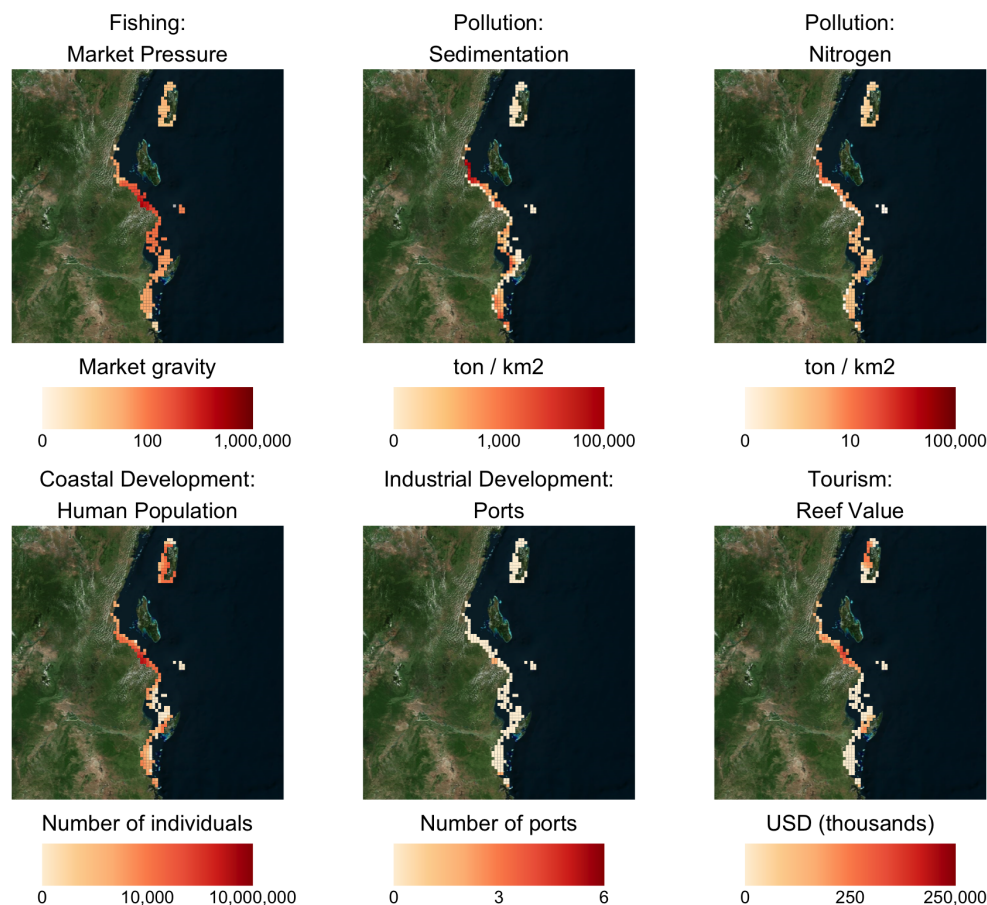 Fishing:
Market Pressure
Pollution:
Sedimentation
Pollution:
Nitrogen
Market gravity
0 100 1,000,000
ton / km2
0 1,000 100,000
ton / km2
0 10 100,000
Coastal Development:
Human Population
Industrial Development:
Ports
Tourism:
Reef Value
Number of individuals
0 10,000 10,000,000
Number of ports
0 3 6
USD (thousands)
0 250 250,000